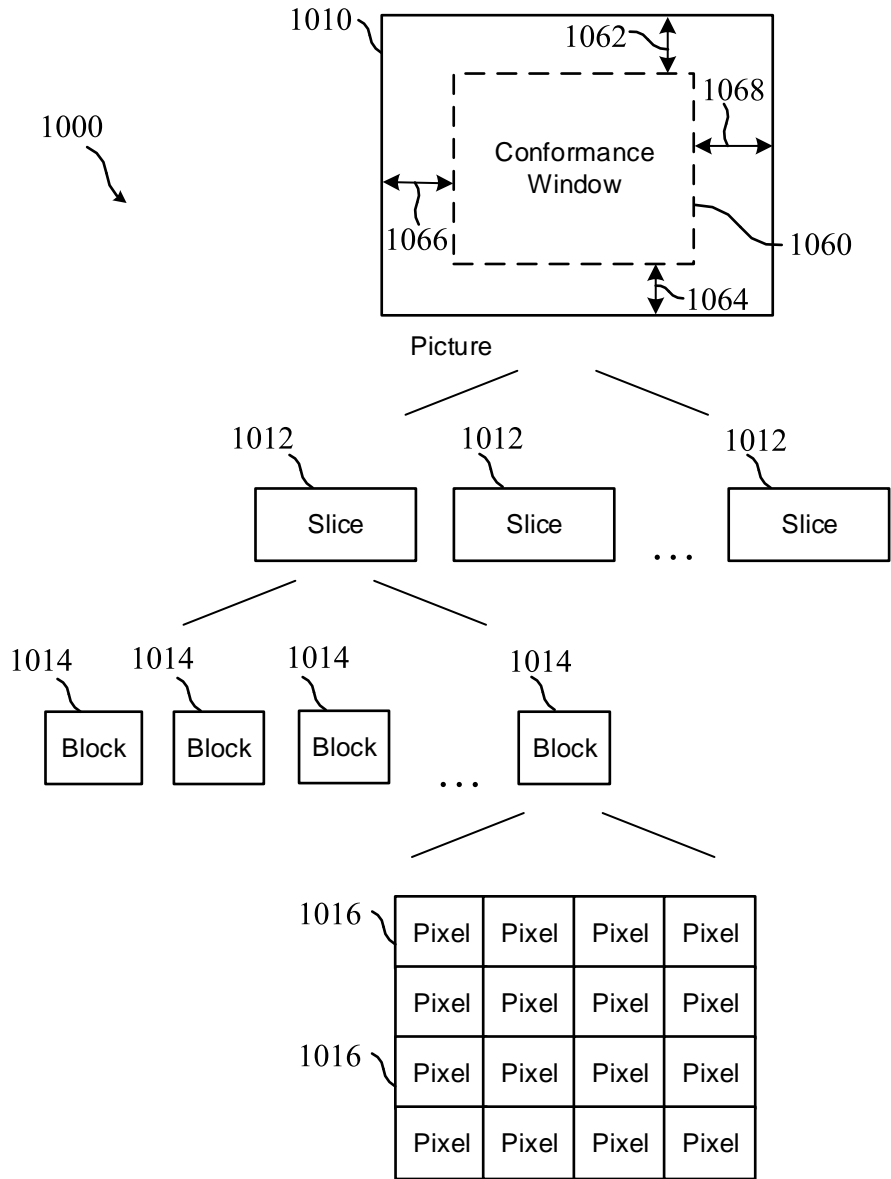 1010
1062
1068
1000
Conformance
Window
1066
1060
1064
Picture
1012
1012
1012
Slice
Slice
...
Slice
1014
1014
1014
1014
Block
Block
Block
...
Block
1016
Pixel Pixel Pixel Pixel
Pixel Pixel Pixel Pixel
1016
Pixel Pixel Pixel Pixel
Pixel Pixel Pixel Pixel